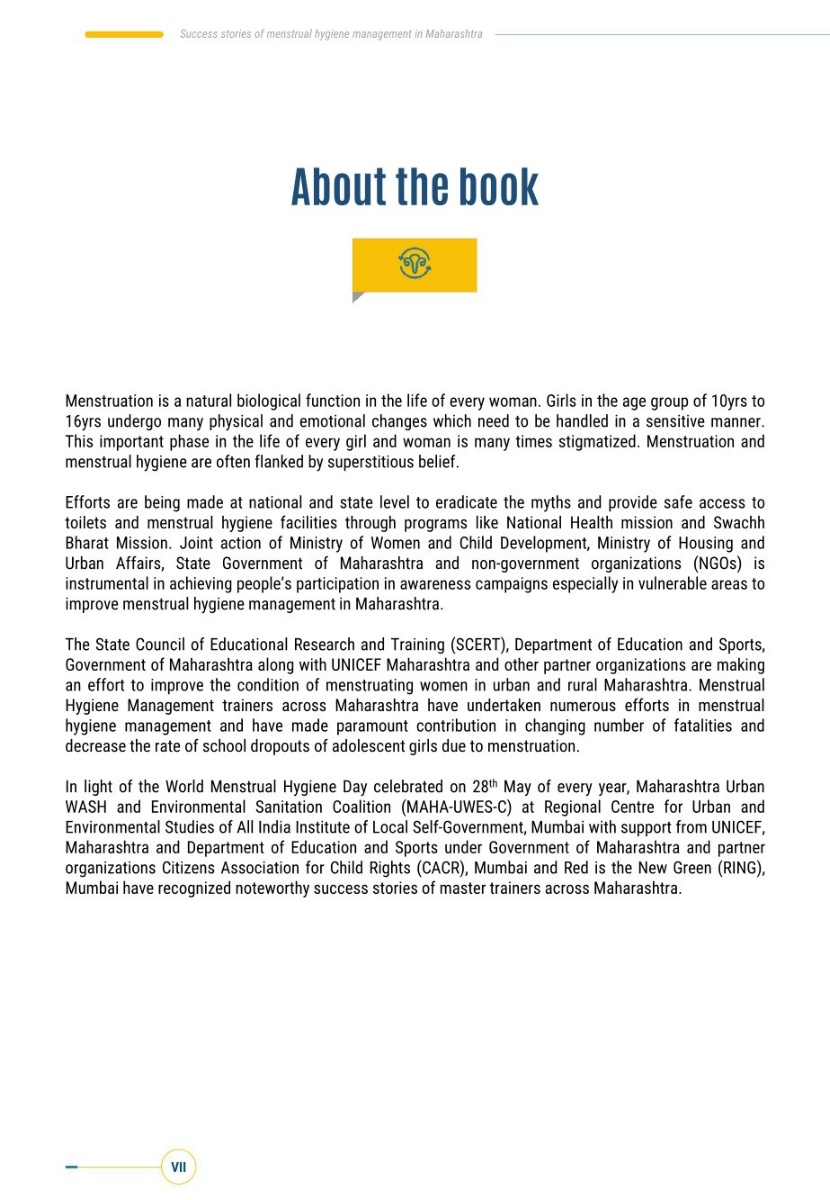 Success stories of menstrual hygiene management in Maharashtra
About the book
Menstruation is a natural biological function in the life of every woman. Girls in the age group of 10yrs to
16yrs undergo many physical and emotional changes which need to be handled in a sensitive manner.
This important phase in the life of every girl and woman is many times stigmatized. Menstruation and
menstrual hygiene are often flanked by superstitious belief.
Efforts are being made at national and state level to eradicate the myths and provide safe access to
toilets and menstrual hygiene facilities through programs like National Health mission and Swachh
Bharat Mission. Joint action of Ministry of Women and Child Development, Ministry of Housing and
Urban Affairs, State Government of Maharashtra and non-government organizations (NGOs) is
instrumental in achieving people’s participation in awareness campaigns especially in vulnerable areas to
improve menstrual hygiene management in Maharashtra.
The State Council of Educational Research and Training (SCERT), Department of Education and Sports,
Government of Maharashtra along with UNICEF Maharashtra and other partner organizations are making
an effort to improve the condition of menstruating women in urban and rural Maharashtra. Menstrual
Hygiene Management trainers across Maharashtra have undertaken numerous efforts in menstrual
hygiene management and have made paramount contribution in changing number of fatalities and
decrease the rate of school dropouts of adolescent girls due to menstruation.
In light of the World Menstrual Hygiene Day celebrated on 28th May of every year, Maharashtra Urban
WASH and Environmental Sanitation Coalition (MAHA-UWES-C) at Regional Centre for Urban and
Environmental Studies of All India Institute of Local Self-Government, Mumbai with support from UNICEF,
Maharashtra and Department of Education and Sports under Government of Maharashtra and partner
organizations Citizens Association for Child Rights (CACR), Mumbai and Red is the New Green (RING),
Mumbai have recognized noteworthy success stories of master trainers across Maharashtra.
VII